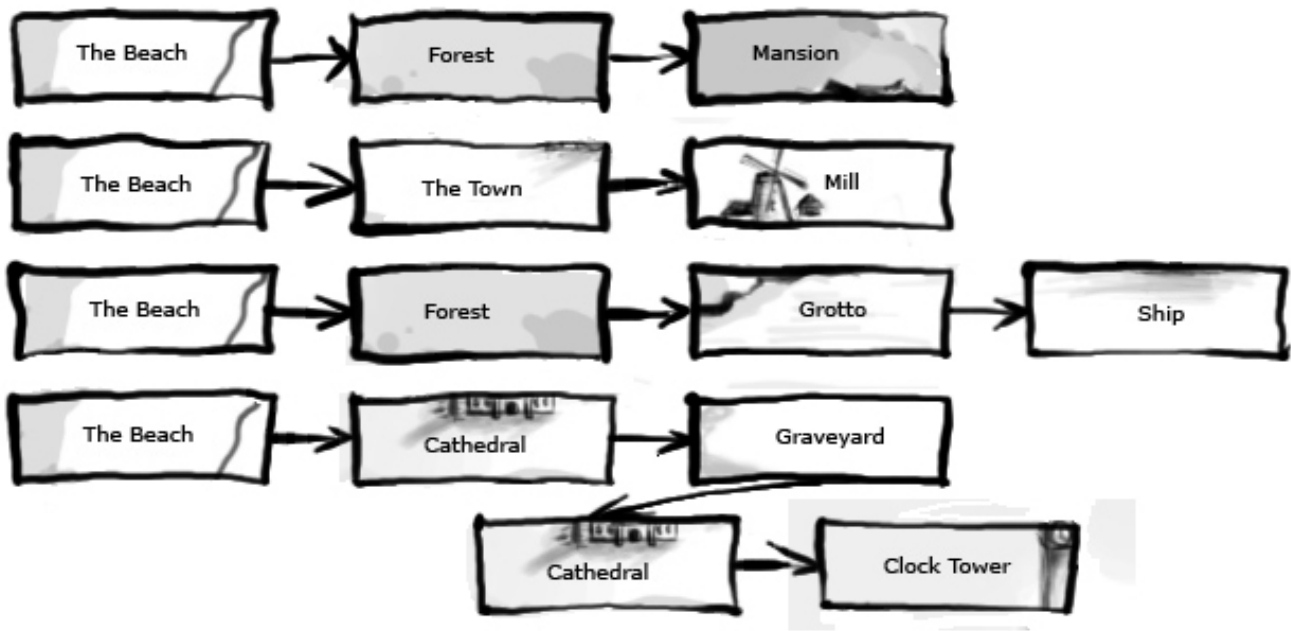 The Beach
Forest
Mansion
The Beach
The Town
Mill
The Beach
Forest
Grotto
Ship
The Beach
Cathedral
Graveyard
Cathedral
Clock Tower